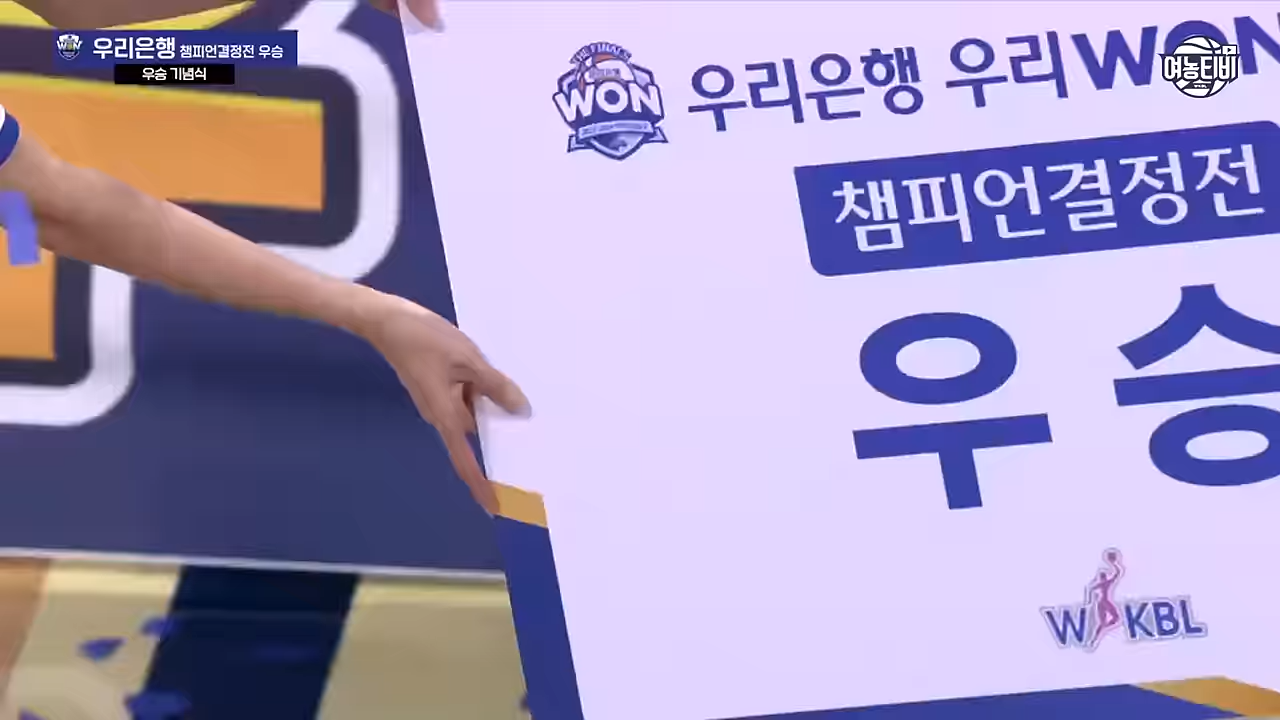 우리은행 챔피언결정전 우승
우승 기념식
여농티비
THE FINALS
WON
우리은행 우리WON
챔피언결정전
우승
WKBL